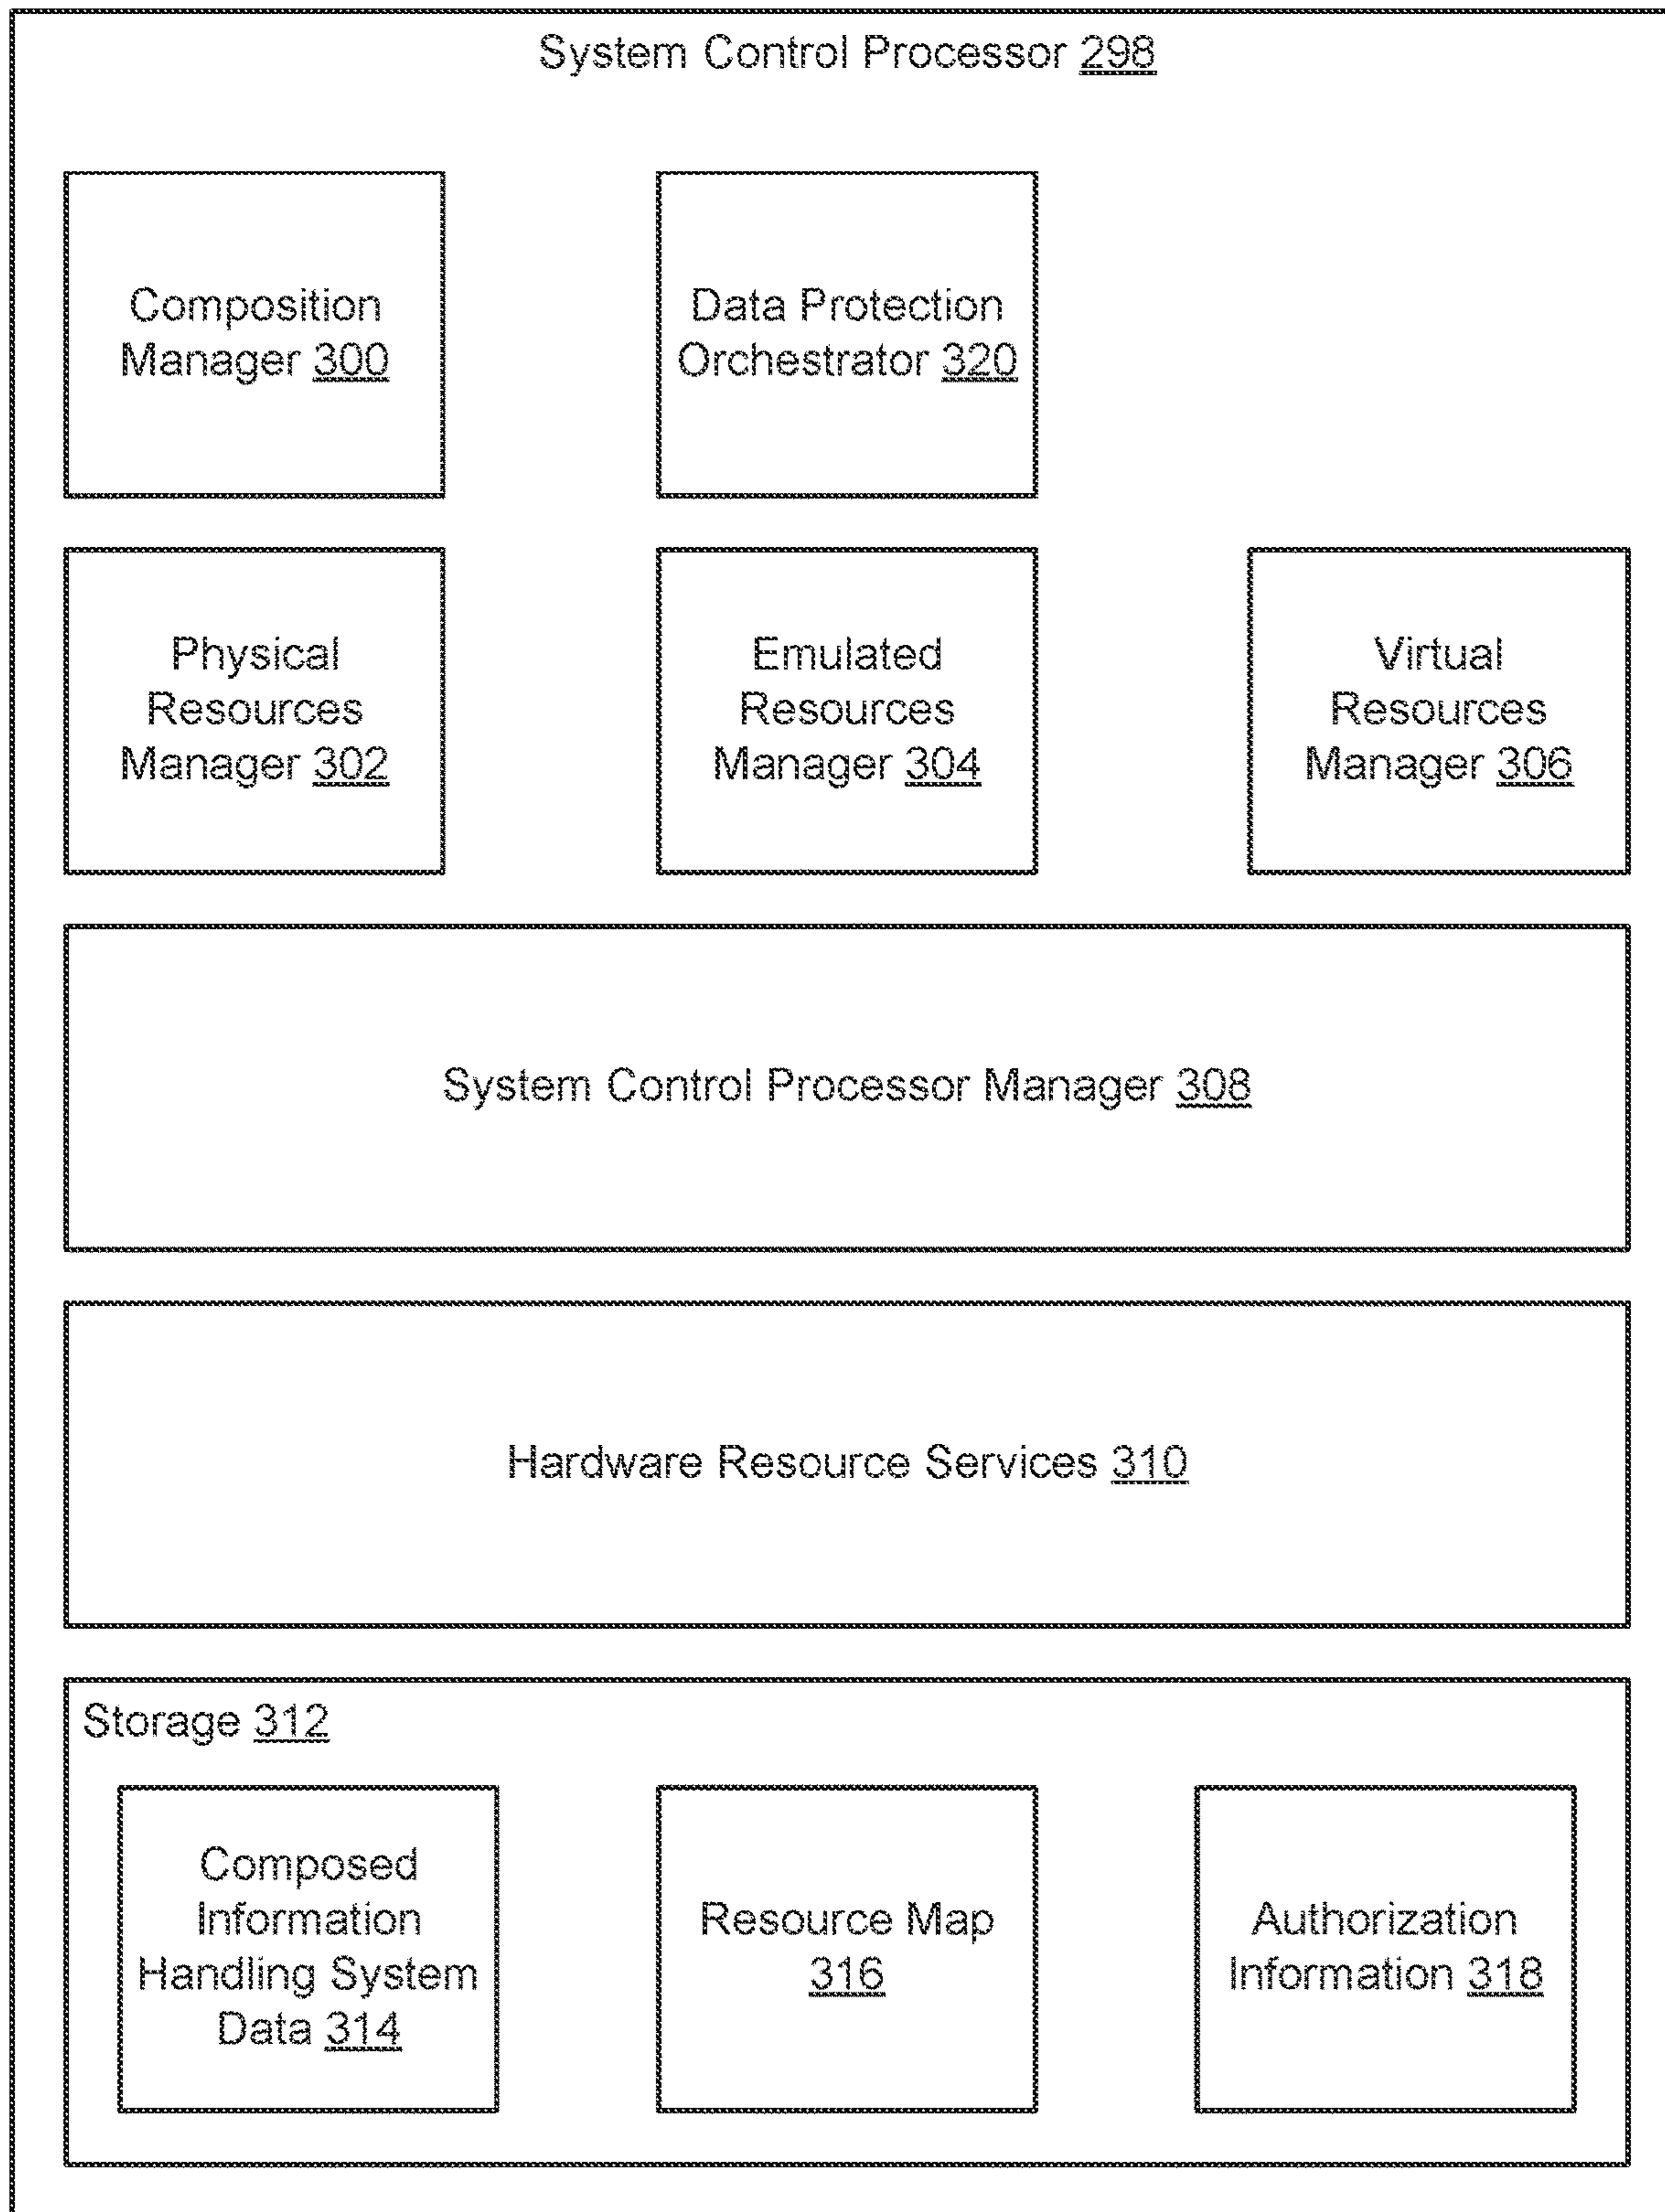 System Control Processor 298
Composition
Manager 300
Data Protection
Orchestrator 320
Physical
Resources
Manager 302
Emulated
Resources
Manager 304
Virtual
Resources
Manager 306
System Control Processor Manager 308
Hardware Resource Services 310
Storage 312
Composed
Information
Handling System
Data 314
Resource Map
316
Authorization
Information 318